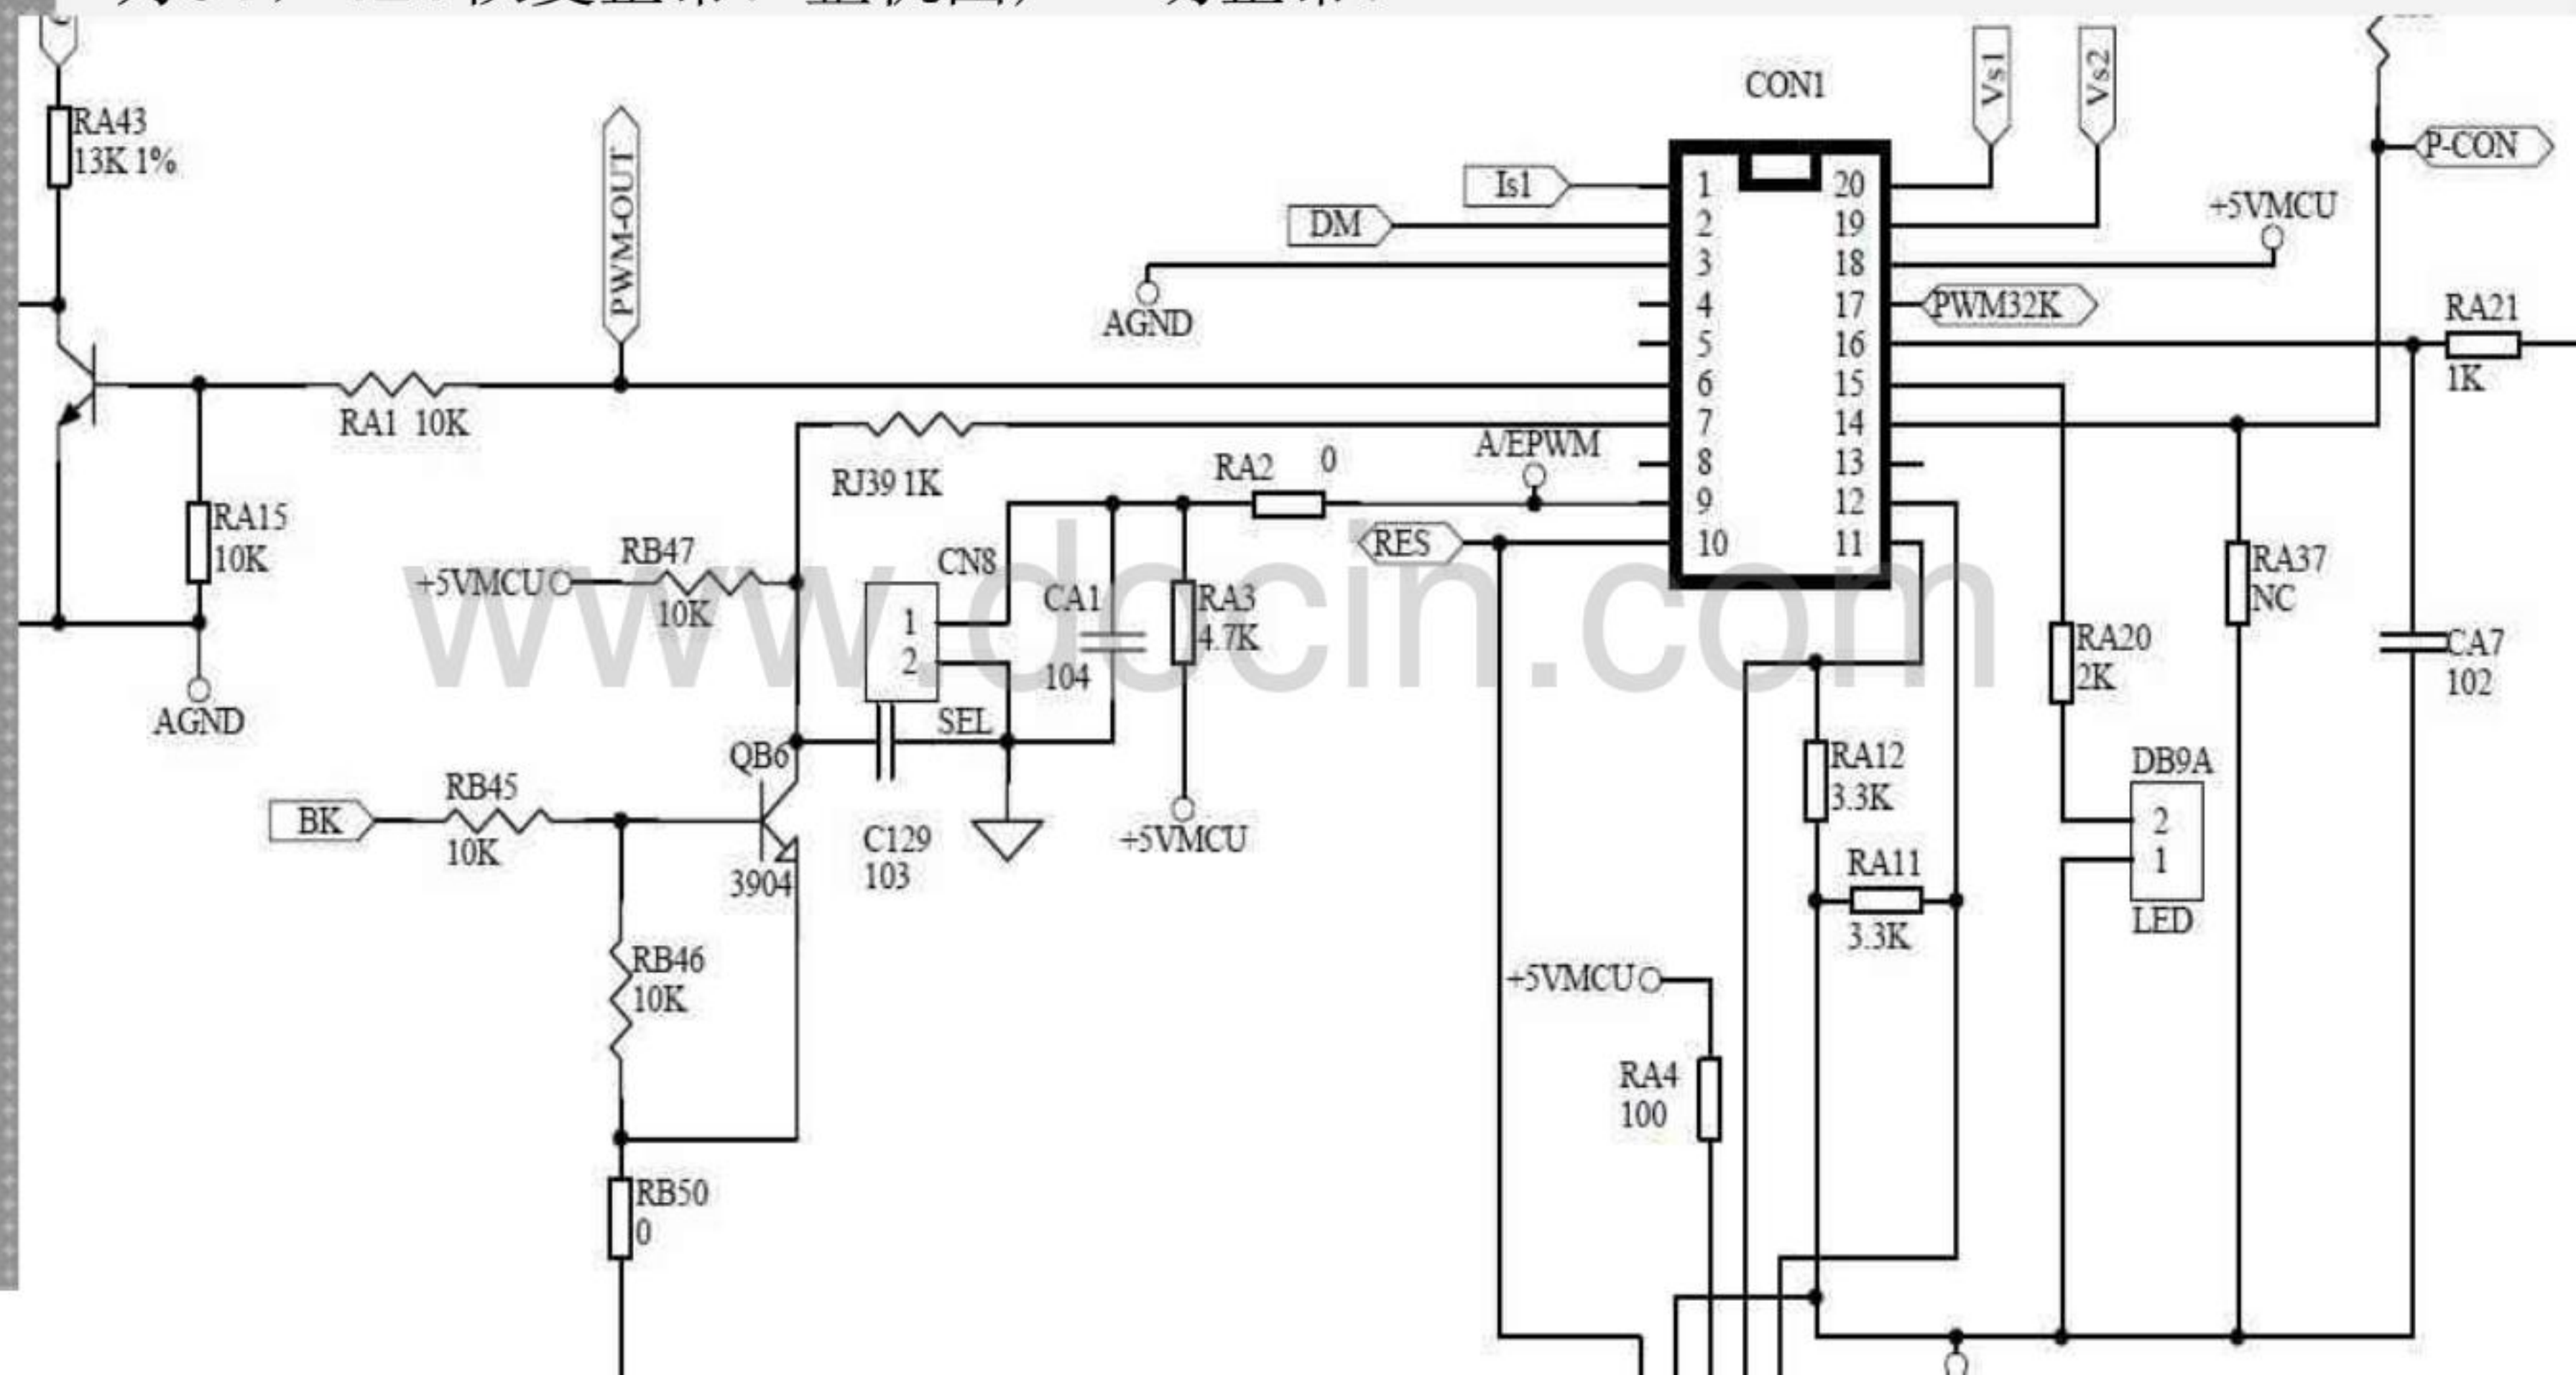 CON1
Vs1
Vs2
P-CON
RA43
13K 1%
PWM-OUT
Is1
DM
AGND
1
2
3
4
5
6
7
8
9
10
20
19
18
17
16
15
14
13
12
11
+5VMCU
PWM32K
RA21
1K
RA1 10K
RJ39 1K
A/EPWM
RA2 0
RES
RA15
10K
AGND
+5VMCU
RB47
10K
CN8
1
2
SEL
CA1
104
RA3
4.7K
+5VMCU
www.docin.com
RA37
NC
RA20
2K
CA7
102
QB6
3904
BK
RB45
10K
C129
103
RA12
3.3K
RA11
3.3K
DB9A
2
1
LED
RB46
10K
+5VMCU
RA4
100
RB50
0